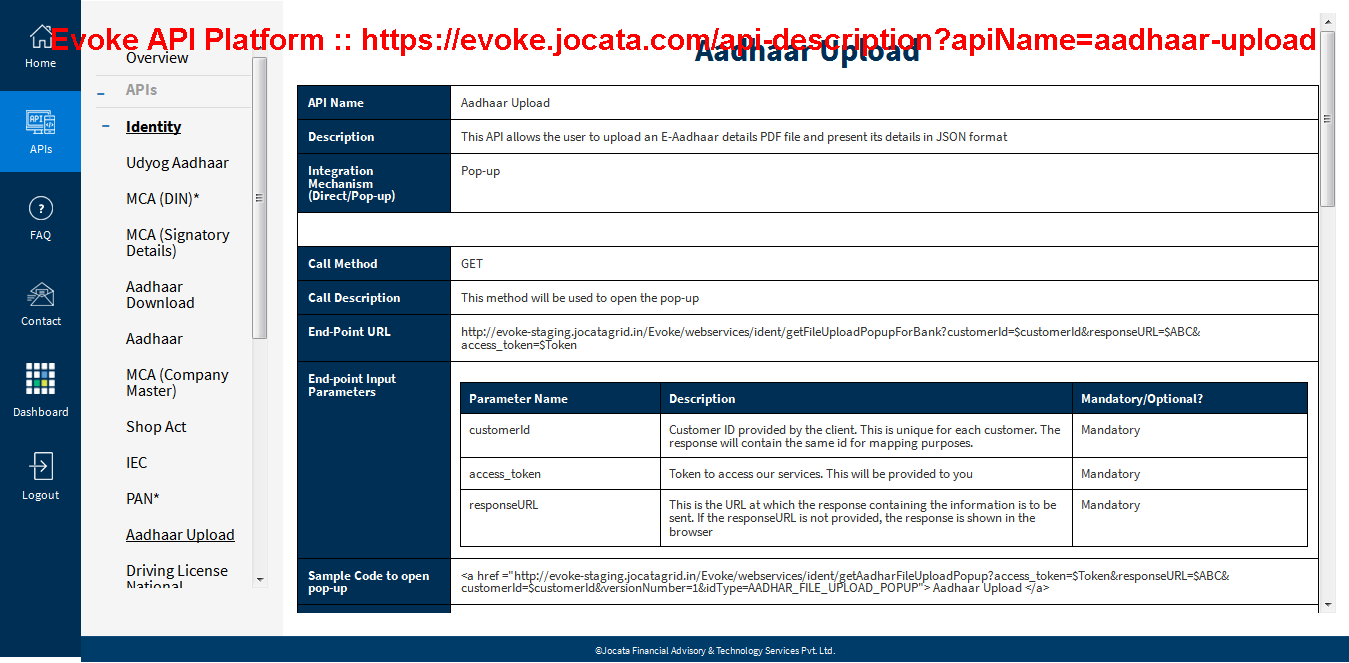 Evoke API Platform :: https://evoke.jocata.com/api-description?apiName=aadhaar-upload
Home
APIs
FAQ
Contact
Dashboard
Logout
Overview
APIs
Identity
Udyog Aadhaar
MCA (DIN)*
MCA (Signatory
Details)
Aadhaar
Download
Aadhaar
MCA (Company
Master)
Shop Act
IEC
PAN*
Aadhaar Upload
Driving License
National
Aadhaar Upload
API Name
Aadhaar Upload
Description
This API allows the user to upload an E-Aadhaar details PDF file and present its details in JSON format
Integration
Mechanism
(Direct/Pop-up)
Pop-up
Call Method
GET
Call Description
This method will be used to open the pop-up
End-Point URL
http://evoke-staging.jocatagrid.in/Evoke/webservices/ident/getFileUploadPopupForBank?customerId=$customerId&responseURL=$ABC&
access_token=$Token
End-point Input
Parameters
Parameter Name
Description
Mandatory/Optional?
customerId
Customer ID provided by the client. This is unique for each customer. The
response will contain the same id for mapping purposes.
Mandatory
access_token
Token to access our services. This will be provided to you
Mandatory
responseURL
This is the URL at which the response containing the information is to be
sent. If the responseURL is not provided, the response is shown in the
browser
Mandatory
Sample Code to open
pop-up
<a href ="http://evoke-staging.jocatagrid.in/Evoke/webservices/ident/getAadharFileUploadPopup?access_token=$Token&responseURL=$ABC&
customerId=$customerId&versionNumber=1&idType=AADHAR_FILE_UPLOAD_POPUP"> Aadhaar Upload </a>
©Jocata Financial Advisory & Technology Services Pvt. Ltd.